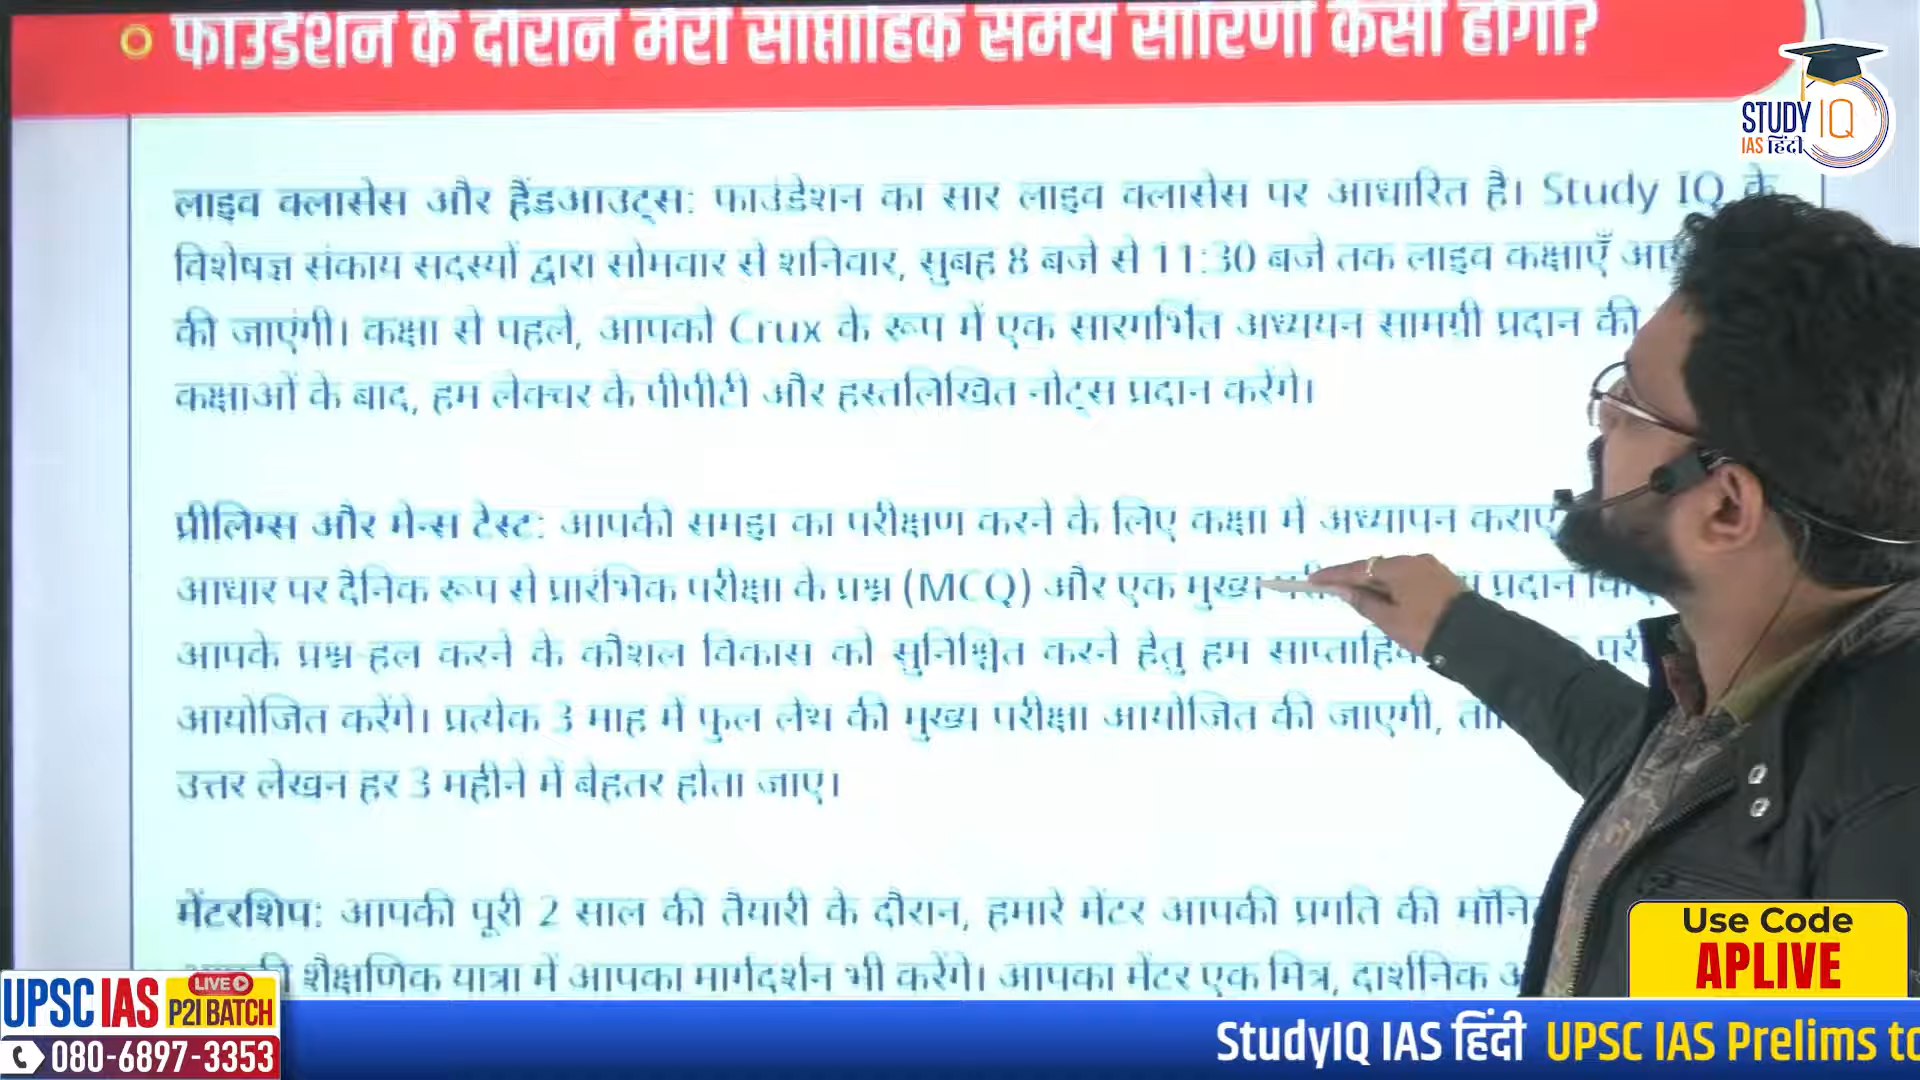 फाउंडेशन के दौरान मेरी साप्ताहिक समय सारिणी कैसी होगी?
STUDY IQ
IAS हिंदी
लाइव क्लासेस और हैंडआउट्स: फाउंडेशन का सार लाइव क्लासेस पर आधारित है। Study IQ के
विशेषज्ञ संकाय सदस्यों द्वारा सोमवार से शनिवार, सुबह 8 बजे से 11:30 बजे तक लाइव कक्षाएँ
की जाएंगी। कक्षा से पहले, आपको Crux के रूप में एक सारगर्भित अध्ययन सामग्री प्रदान की
कक्षाओं के बाद, हम लेक्चर के पीपीटी और हस्तलिखित नोट्स प्रदान करेंगे।
प्रीलिम्स और मेन्स टेस्ट: आपकी समझ का परीक्षण करने के लिए कक्षा में अध्यापन कराए
आधार पर दैनिक रूप से प्रारंभिक परीक्षा के प्रश्न (MCQ) और एक मुख्य प्रदान
आपके प्रश्न-हल करने के कौशल विकास को सुनिश्चित करने हेतु हम
आयोजित करेंगे। प्रत्येक 3 माह में फुल लेंथ की मुख्य परीक्षा आयोजित की जाएगी,
उत्तर लेखन हर 3 महीने में बेहतर होता जाए।
मेंटरशिप: आपकी पूरी 2 साल की तैयारी के दौरान, हमारे मेंटर आपकी प्रगति की
शैक्षणिक यात्रा में आपका मार्गदर्शन भी करेंगे। आपका मेंटर एक मित्र, दार्शनिक
Use Code
APLIVE
UPSC IAS LIVE P2I BATCH
080-6897-3353
StudyIQ IAS हिंदी UPSC IAS Prelims to